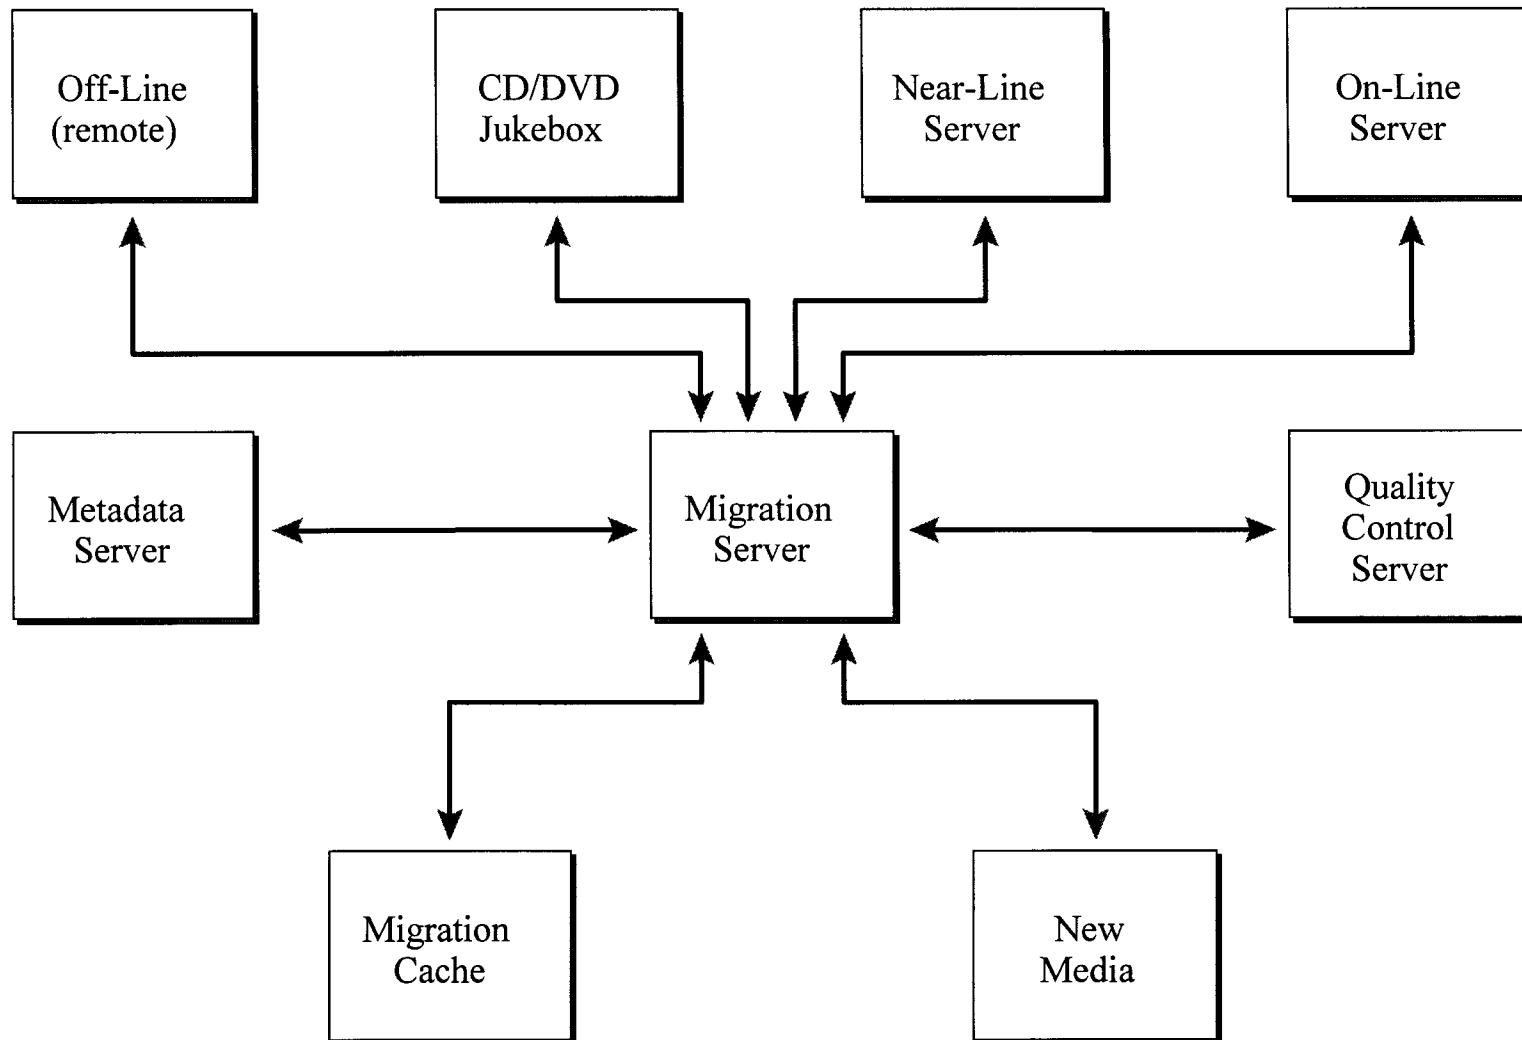 Off-Line
(remote)
CD/DVD
Jukebox
Near-Line
Server
On-Line
Server
Metadata
Server
Migration
Server
Quality
Control
Server
Migration
Cache
New
Media